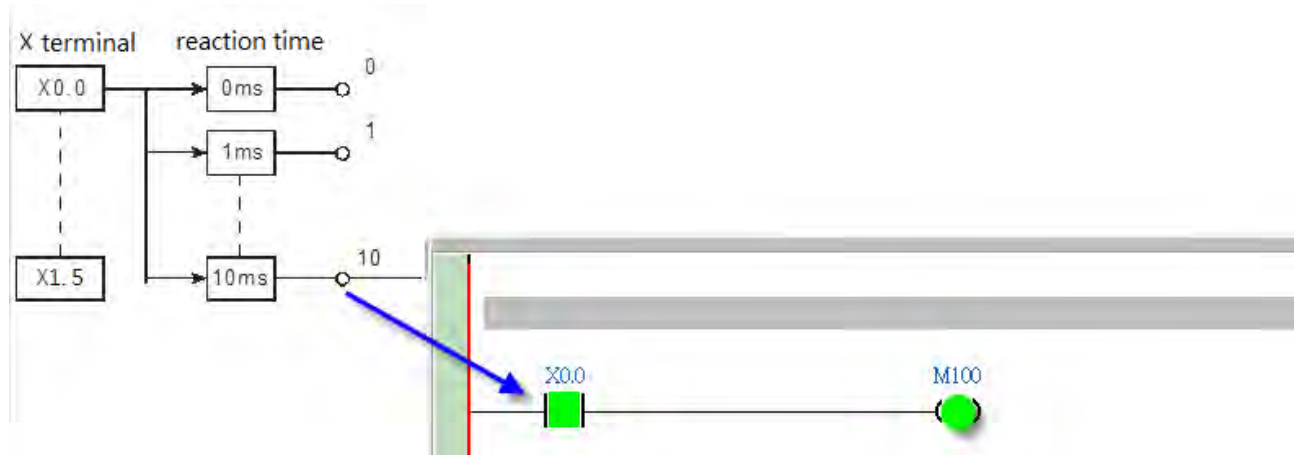 X terminal reaction time
X0.0 0ms 0
1ms 1
X1.5 10ms 10
X0.0 M100